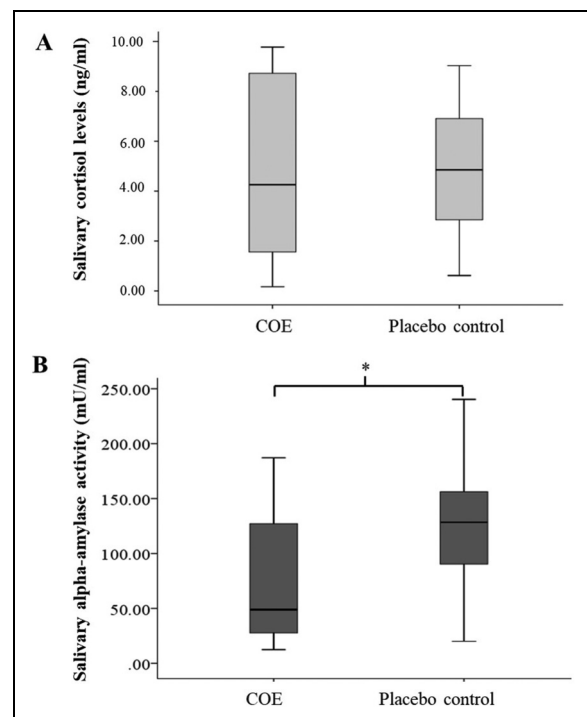 A
Salivary cortisol levels (ng/ml)
10.00
8.00
6.00
4.00
2.00
0.00
COE
Placebo control
B
Salivary alpha-amylase activity (mU/ml)
*
250.00
200.00
150.00
100.00
50.00
.00
COE
Placebo control